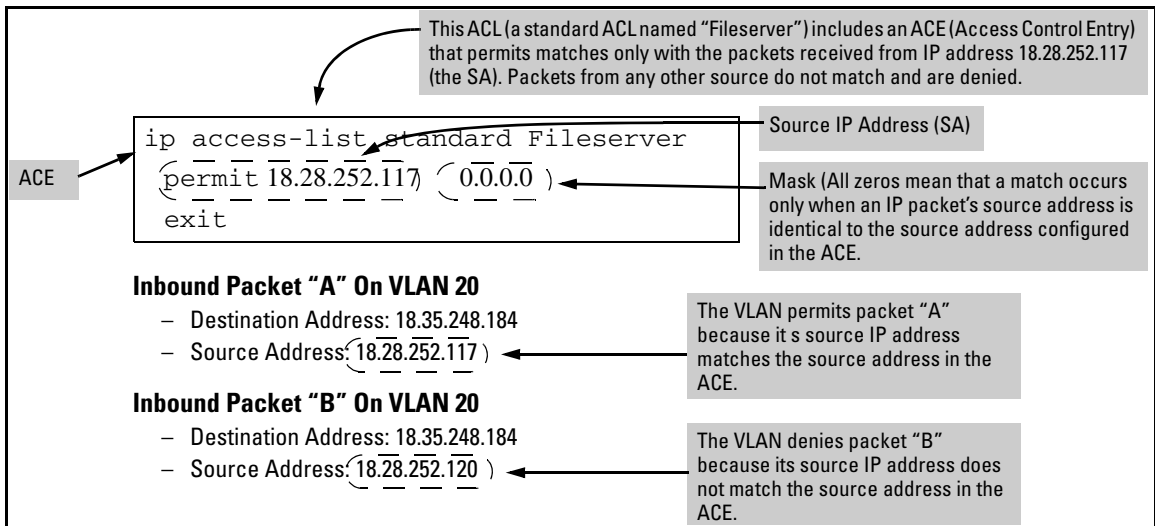 This ACL (a standard ACL named “Fileserver”) includes an ACE (Access Control Entry)
that permits matches only with the packets received from IP address 18.28.252.117
(the SA). Packets from any other source do not match and are denied.
ip access-list standard Fileserver
permit 18.28.252.117 0.0.0.0
exit
ACE
Source IP Address (SA)
Mask (All zeros mean that a match occurs
only when an IP packet's source address is
identical to the source address configured
in the ACE.
Inbound Packet “A” On VLAN 20
– Destination Address: 18.35.248.184
– Source Address: 18.28.252.117
The VLAN permits packet “A”
because it s source IP address
matches the source address in the
ACE.
Inbound Packet “B” On VLAN 20
– Destination Address: 18.35.248.184
– Source Address: 18.28.252.120
The VLAN denies packet “B”
because its source IP address does
not match the source address in the
ACE.